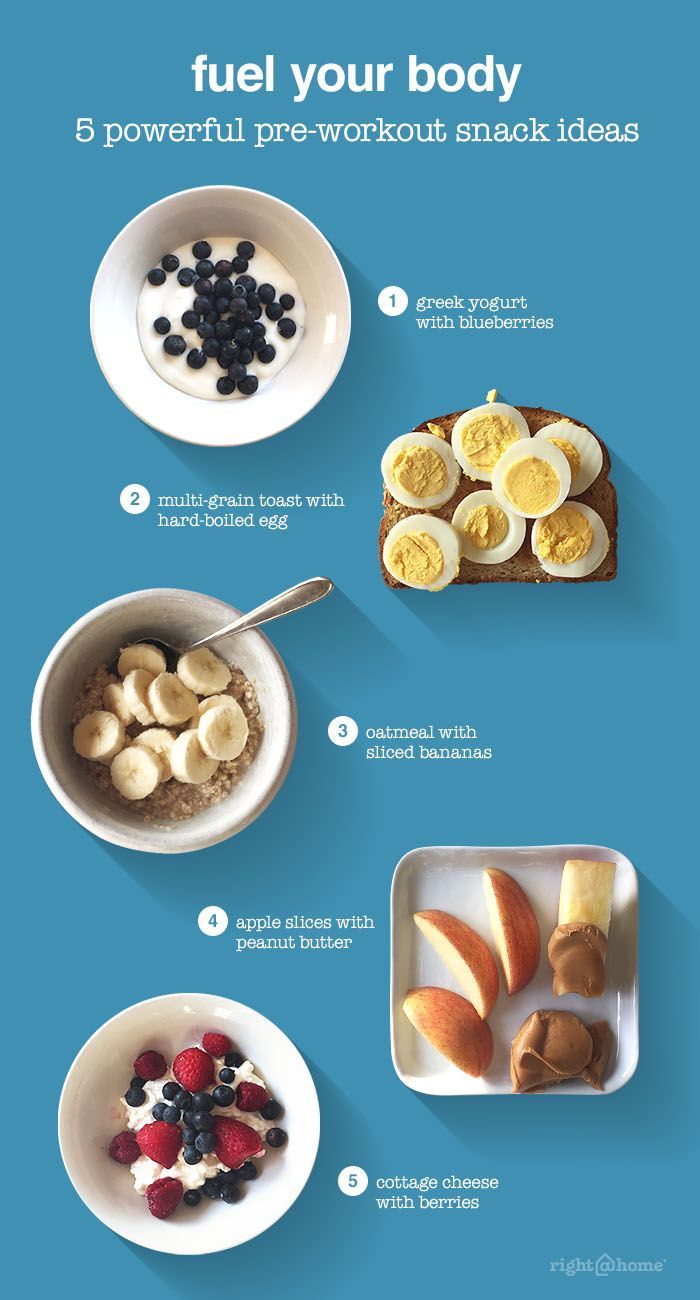 fuel your body
5 powerful pre-workout snack ideas
1 greek yogurt
with blueberries
2 multi-grain toast with
hard-boiled egg
3 oatmeal with
sliced bananas
4 apple slices with
peanut butter
5 cottage cheese
with berries
right@home